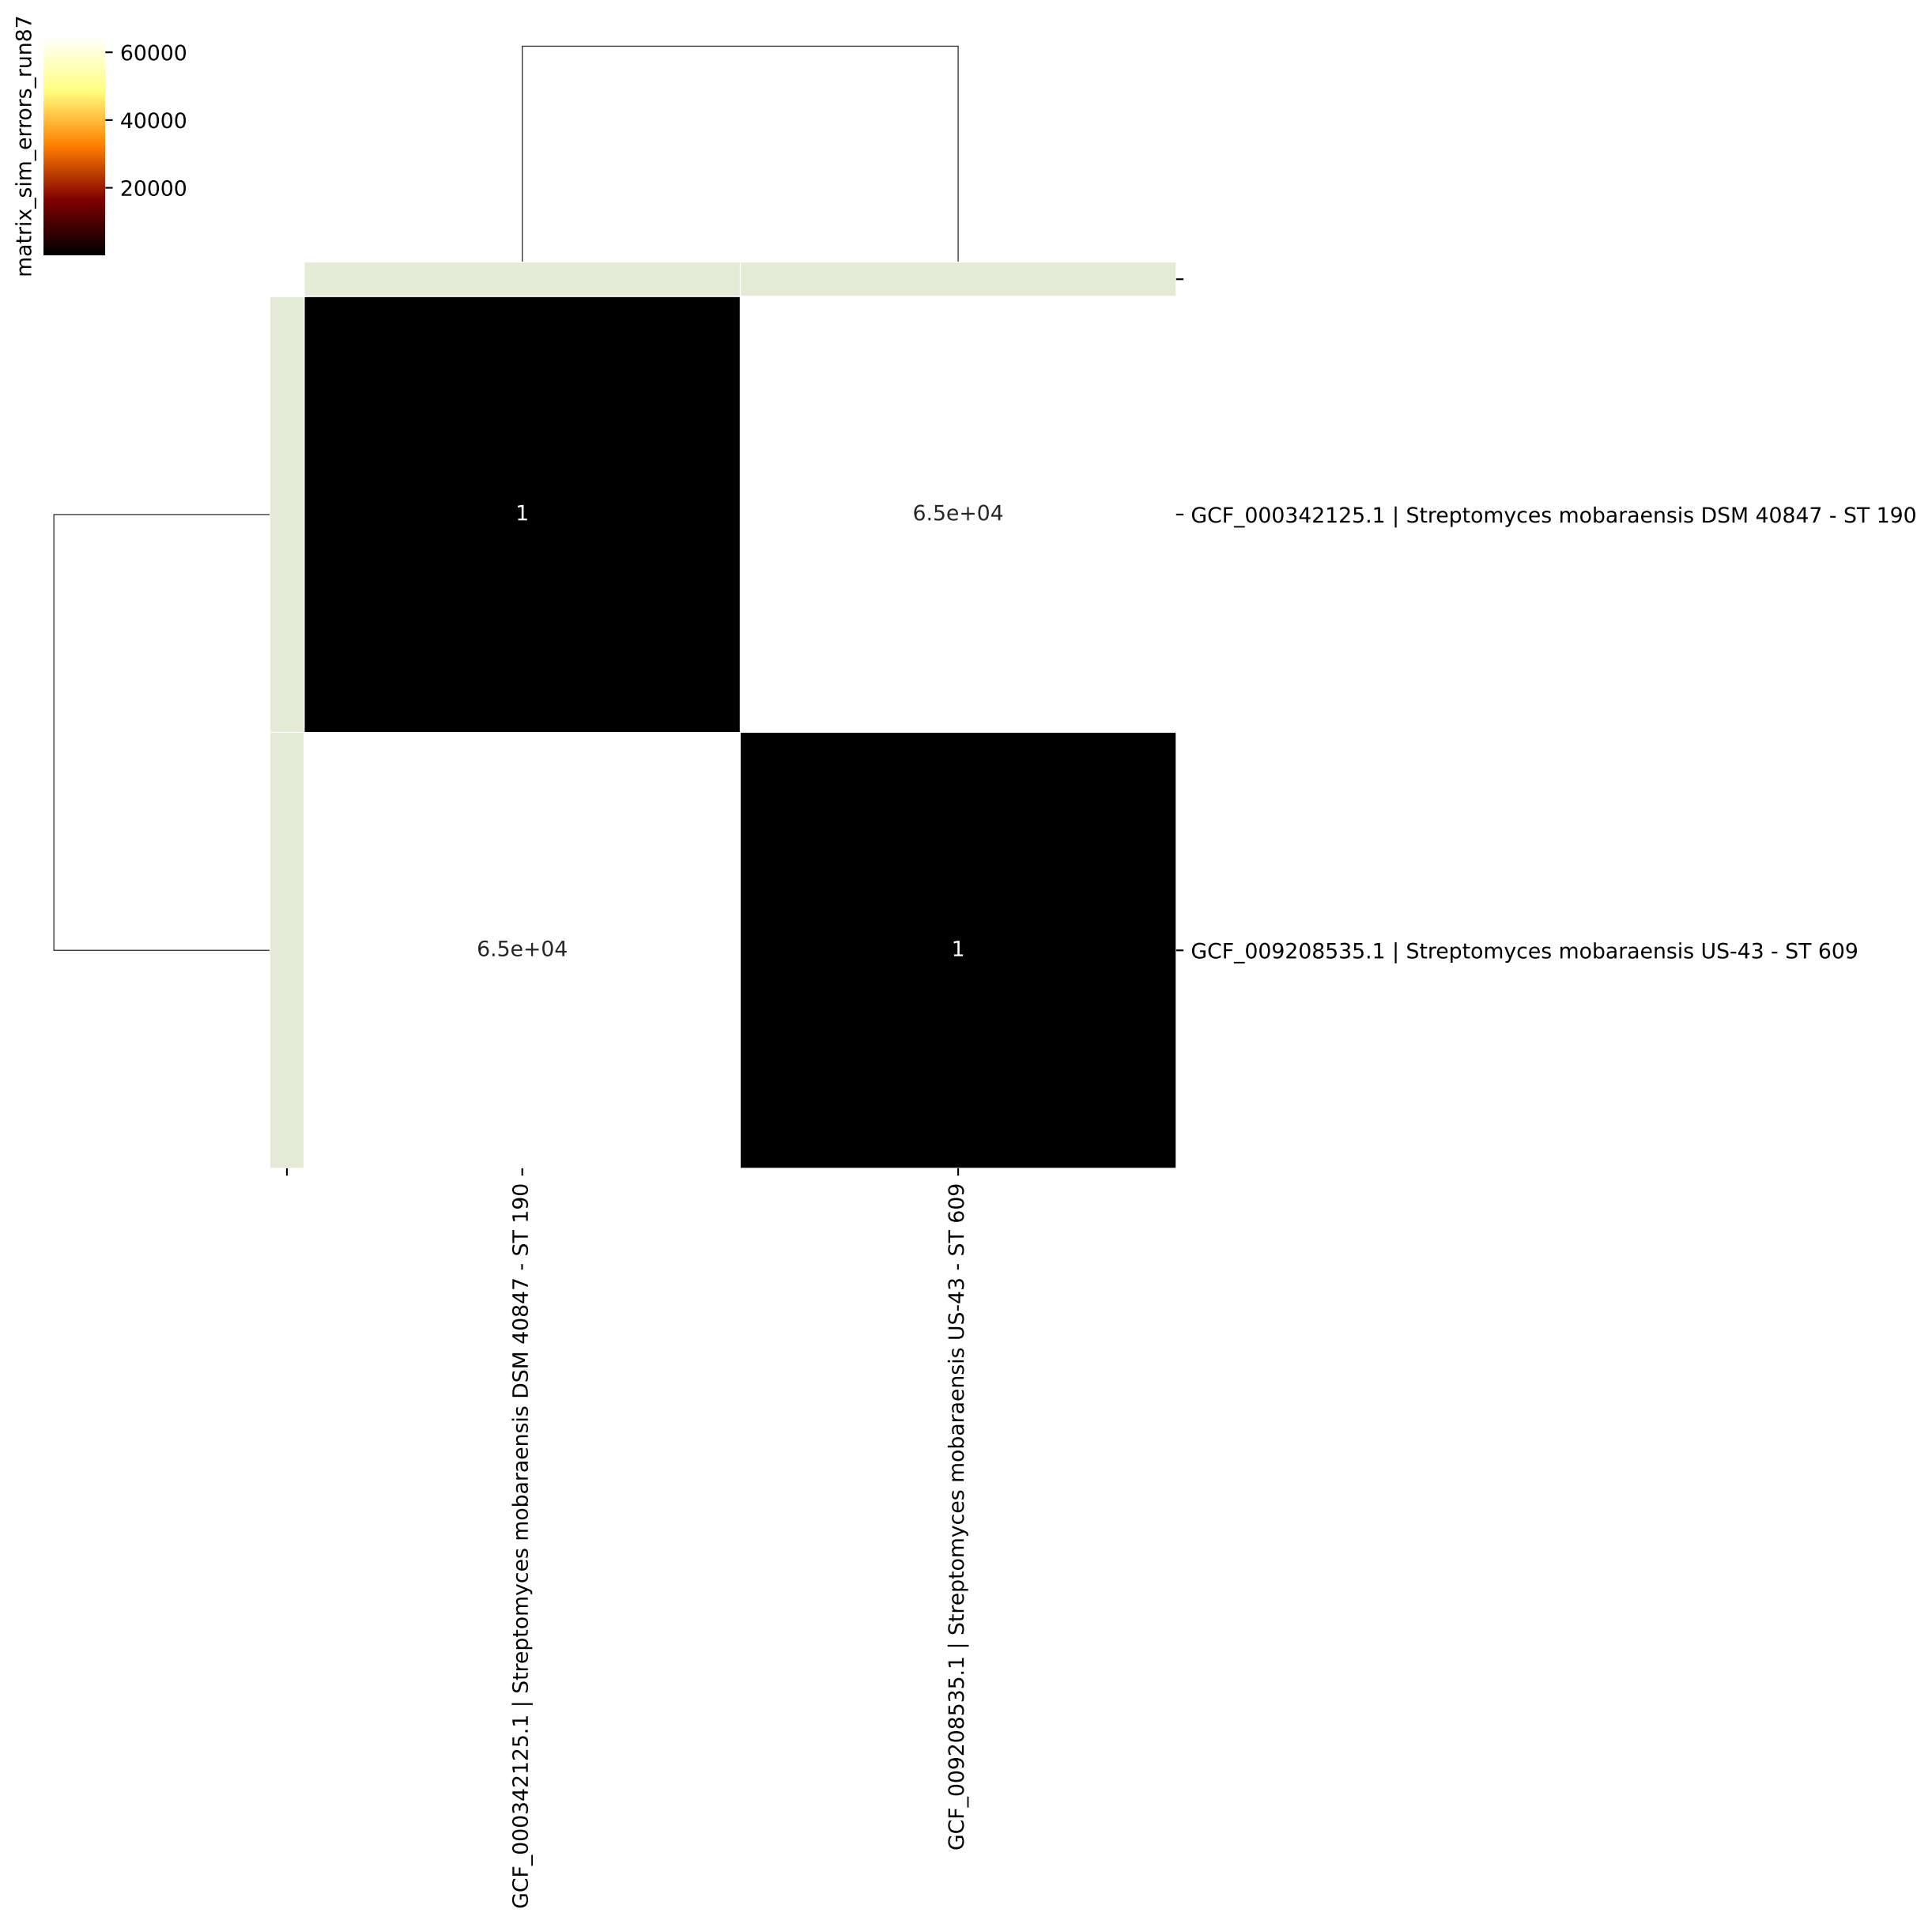 matrix_sim_errors_run87
60000
40000
20000
1
6.5e+04
GCF_000342125.1 | Streptomyces mobaraensis DSM 40847 - ST 190
6.5e+04
1
GCF_009208535.1 | Streptomyces mobaraensis US-43 - ST 609
GCF_000342125.1 | Streptomyces mobaraensis DSM 40847 - ST 190
GCF_009208535.1 | Streptomyces mobaraensis US-43 - ST 609